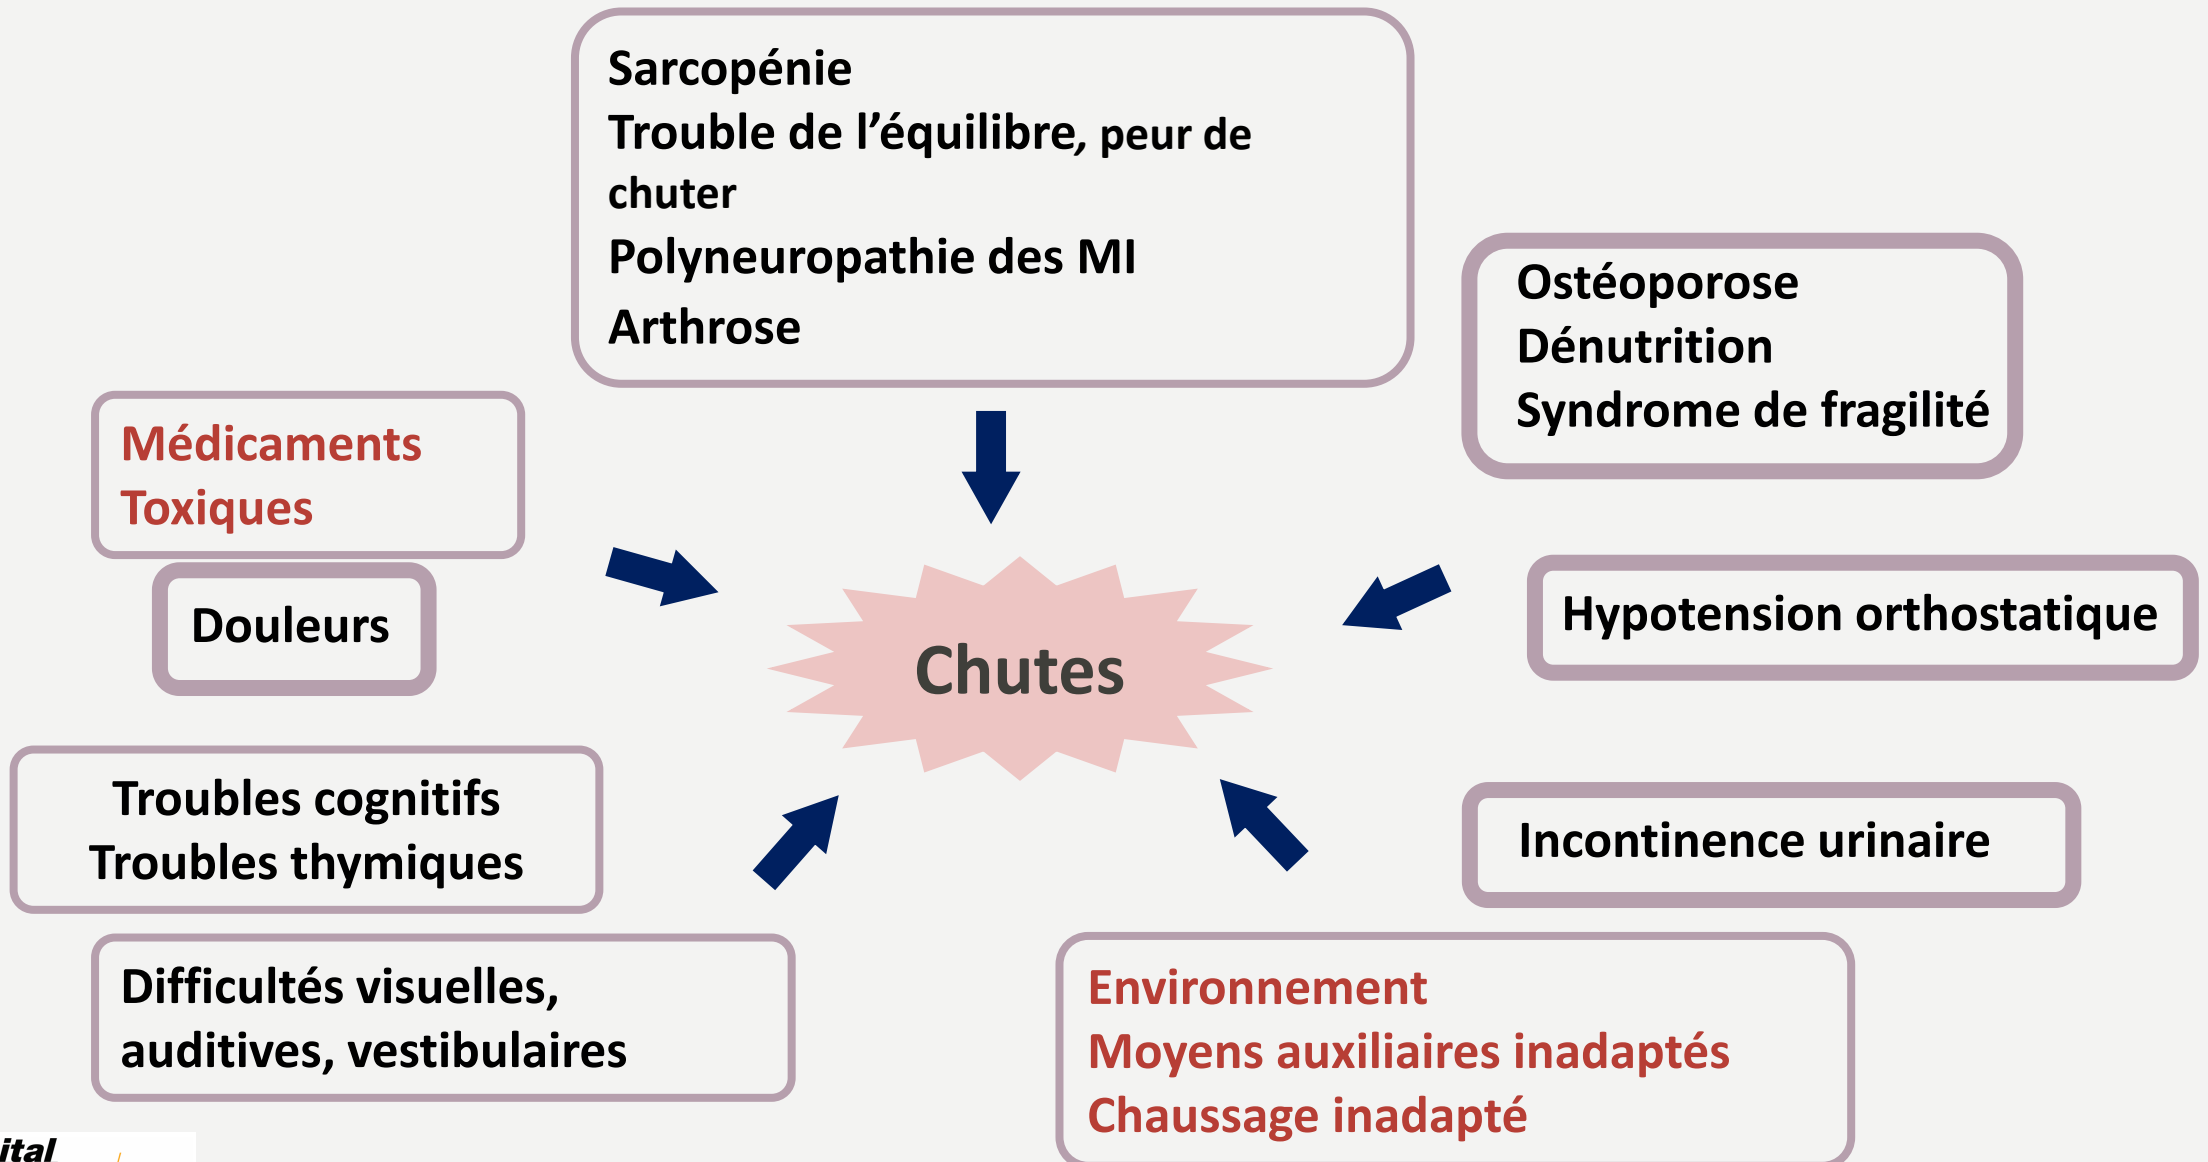 Sarcopénie
Trouble de l’équilibre, peur de
chuter
Polyneuropathie des MI
Arthrose
Ostéoporose
Dénutrition
Syndrome de fragilité
Médicaments
Toxiques
Douleurs
Hypotension orthostatique
Chutes
Troubles cognitifs
Troubles thymiques
Incontinence urinaire
Difficultés visuelles,
auditives, vestibulaires
Environnement
Moyens auxiliaires inadaptés
Chaussage inadapté
ital